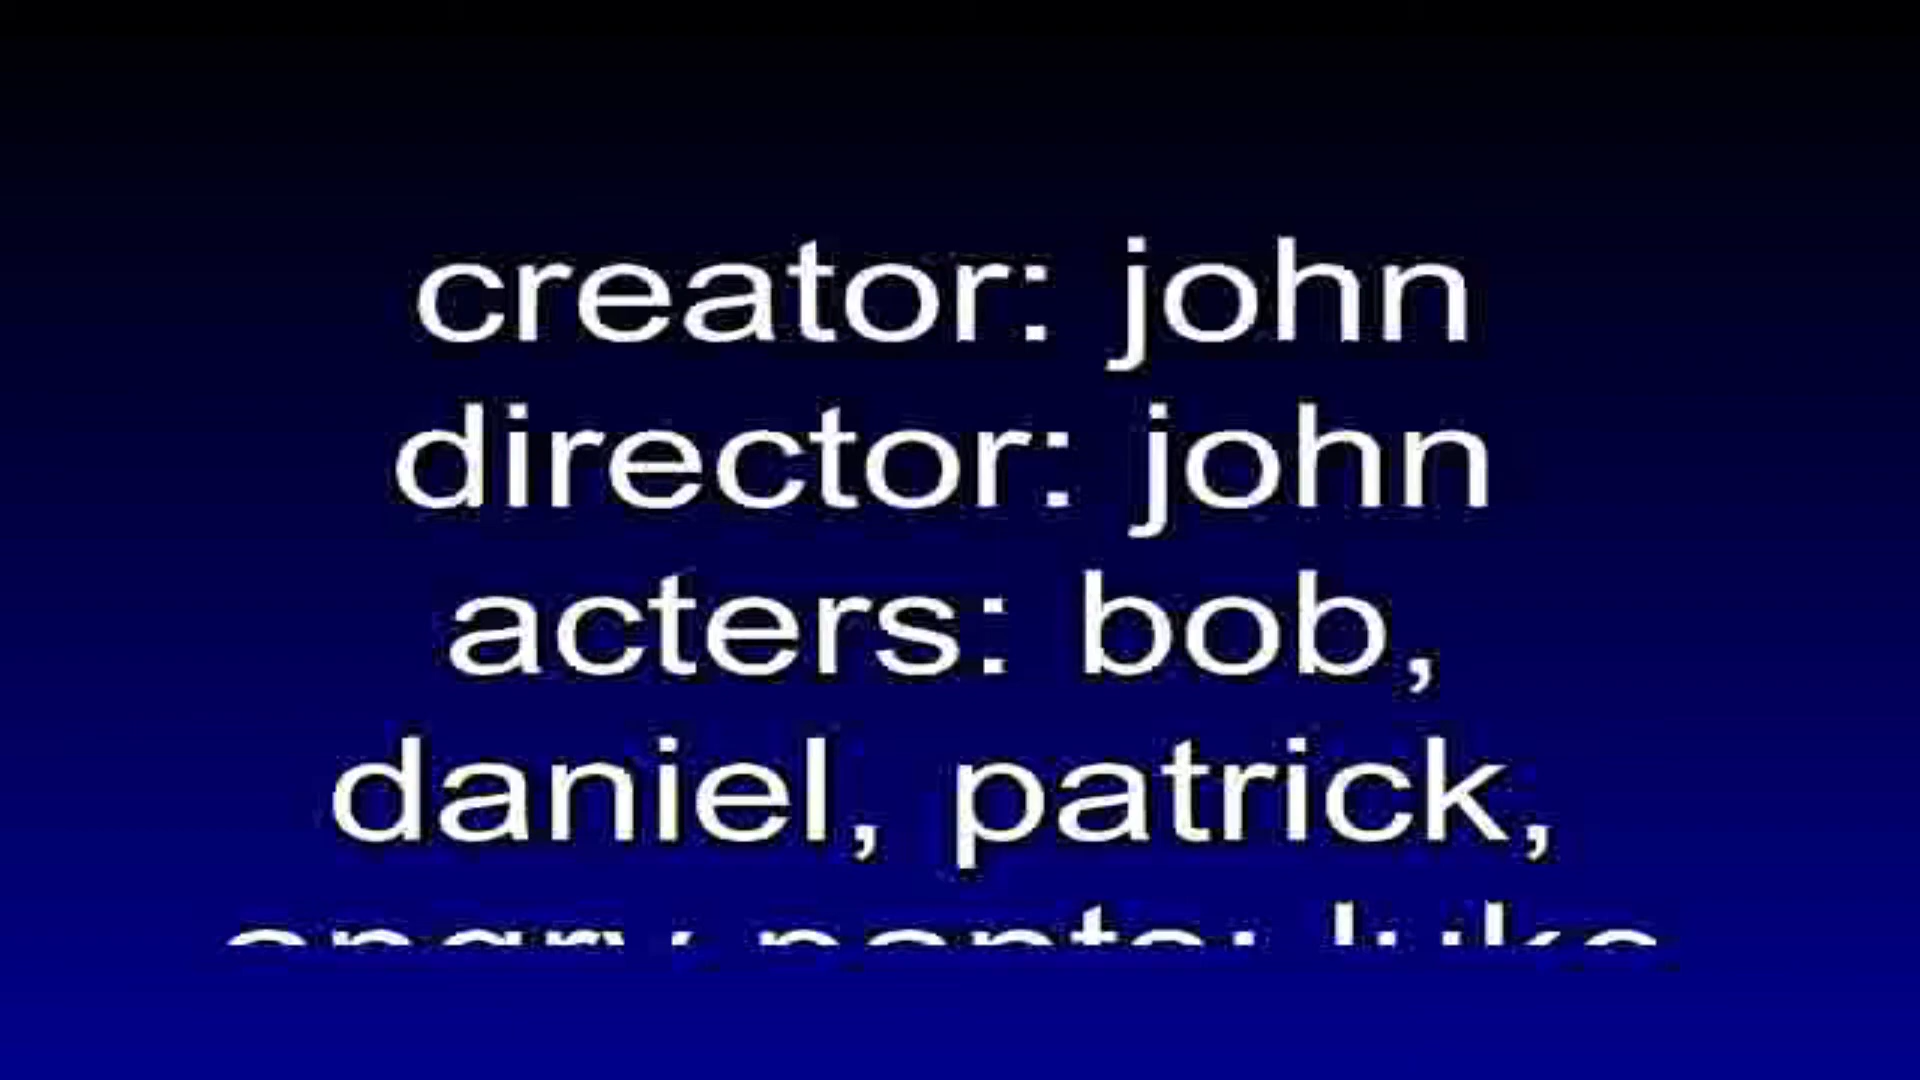 creator: john
director: john
acters: bob,
daniel, patrick,